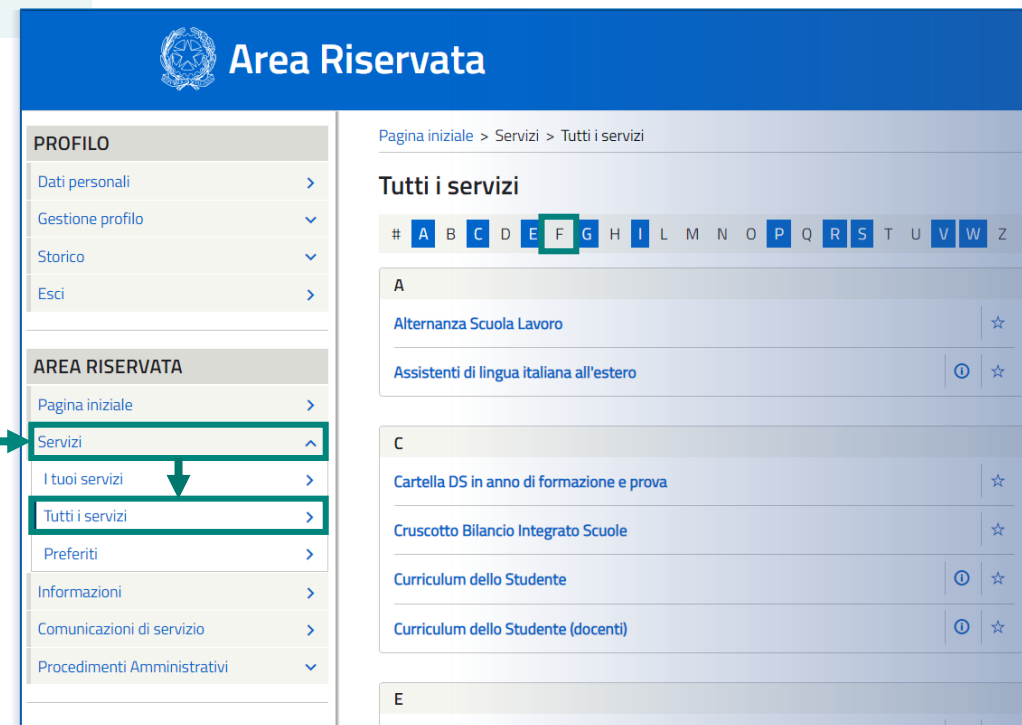 Area Riservata
PROFILO
Dati personali
Gestione profilo
Storico
Esci
AREA RISERVATA
Pagina iniziale
Servizi
I tuoi servizi
Tutti i servizi
Preferiti
Informazioni
Comunicazioni di servizio
Procedimenti Amministrativi
Pagina iniziale > Servizi > Tutti i servizi
Tutti i servizi
# A B C D E F G H I L M N O P Q R S T U V W Z
A
Alternanza Scuola Lavoro
Assistenti di lingua italiana all'estero
C
Cartella DS in anno di formazione e prova
Cruscotto Bilancio Integrato Scuole
Curriculum dello Studente
Curriculum dello Studente (docenti)
E